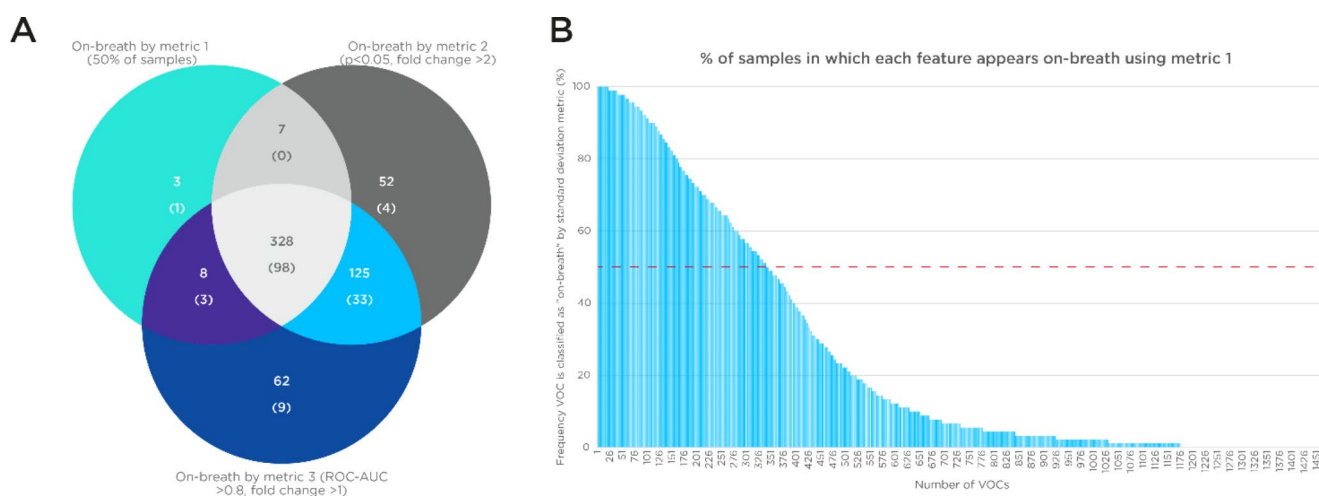 A
On-breath by metric 1
(50% of samples)
On-breath by metric 2
(p<0.05, fold change >2)
7
(0)
3
(1)
52
(4)
328
(98)
8
(3)
125
(33)
62
(9)
On-breath by metric 3 (ROC-AUC
>0.8, fold change >1)
B
% of samples in which each feature appears on-breath using metric 1
Frequency VOC is classified as "on-breath" by standard deviation metric (%)
100
80
60
40
20
0
1 26 51 76 101 126 151 176 201 226 251 276 301 326 351 376 401 426 451 476 501 526 551 576 601 626 651 676 701 726 751 776 801 826 851 876 901 926 951 976 1001 1026 1051 1076 1101 1126 1151 1176 1201 1226 1251 1276 1301 1326 1351 1376 1401 1426 1451
Number of VOCs